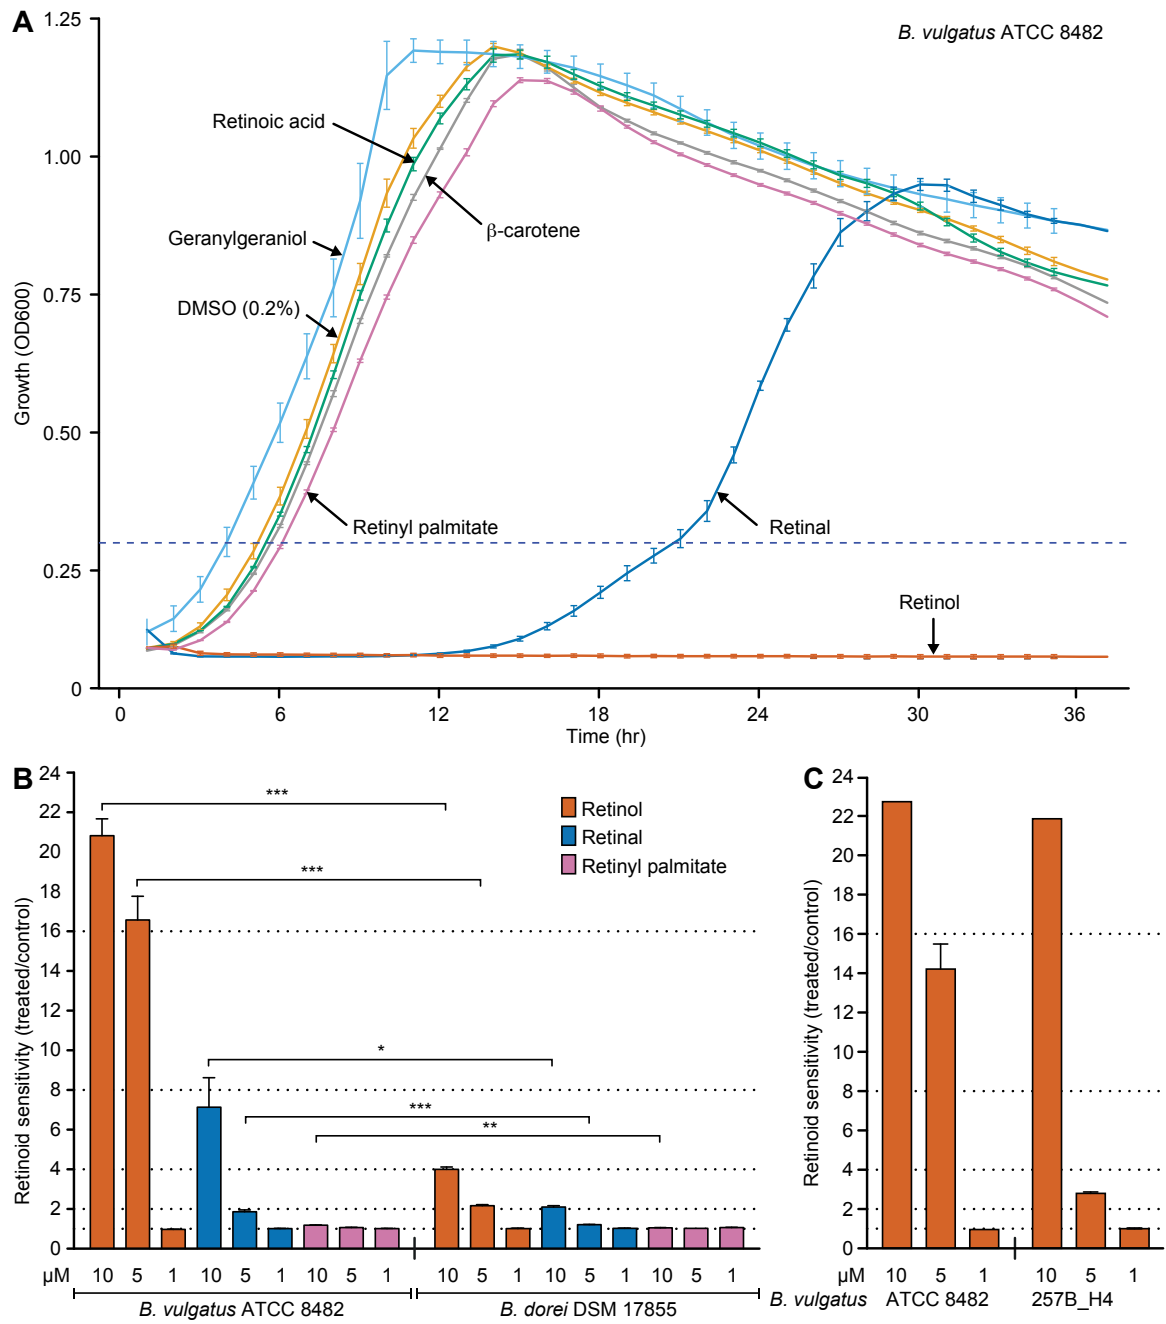 A
B. vulgatus ATCC 8482
Growth (OD600)
1.25
1.00
0.75
0.50
0.25
0
Retinoic acid
β-carotene
Geranylgeraniol
DMSO (0.2%)
Retinyl palmitate
Retinal
Retinol
0 6 12 18 24 30 36
Time (hr)
B
Retinoid sensitivity (treated/control)
24
22
20
18
16
14
12
10
8
6
4
2
1
0
***
***
*
***
**
Retinol
Retinal
Retinyl palmitate
µM 10 5 1 10 5 1 10 5 1 10 5 1 10 5 1 10 5 1
B. vulgatus ATCC 8482 B. dorei DSM 17855
C
Retinoid sensitivity (treated/control)
24
22
20
18
16
14
12
10
8
6
4
2
1
0
µM 10 5 1 10 5 1
B. vulgatus ATCC 8482 257B_H4